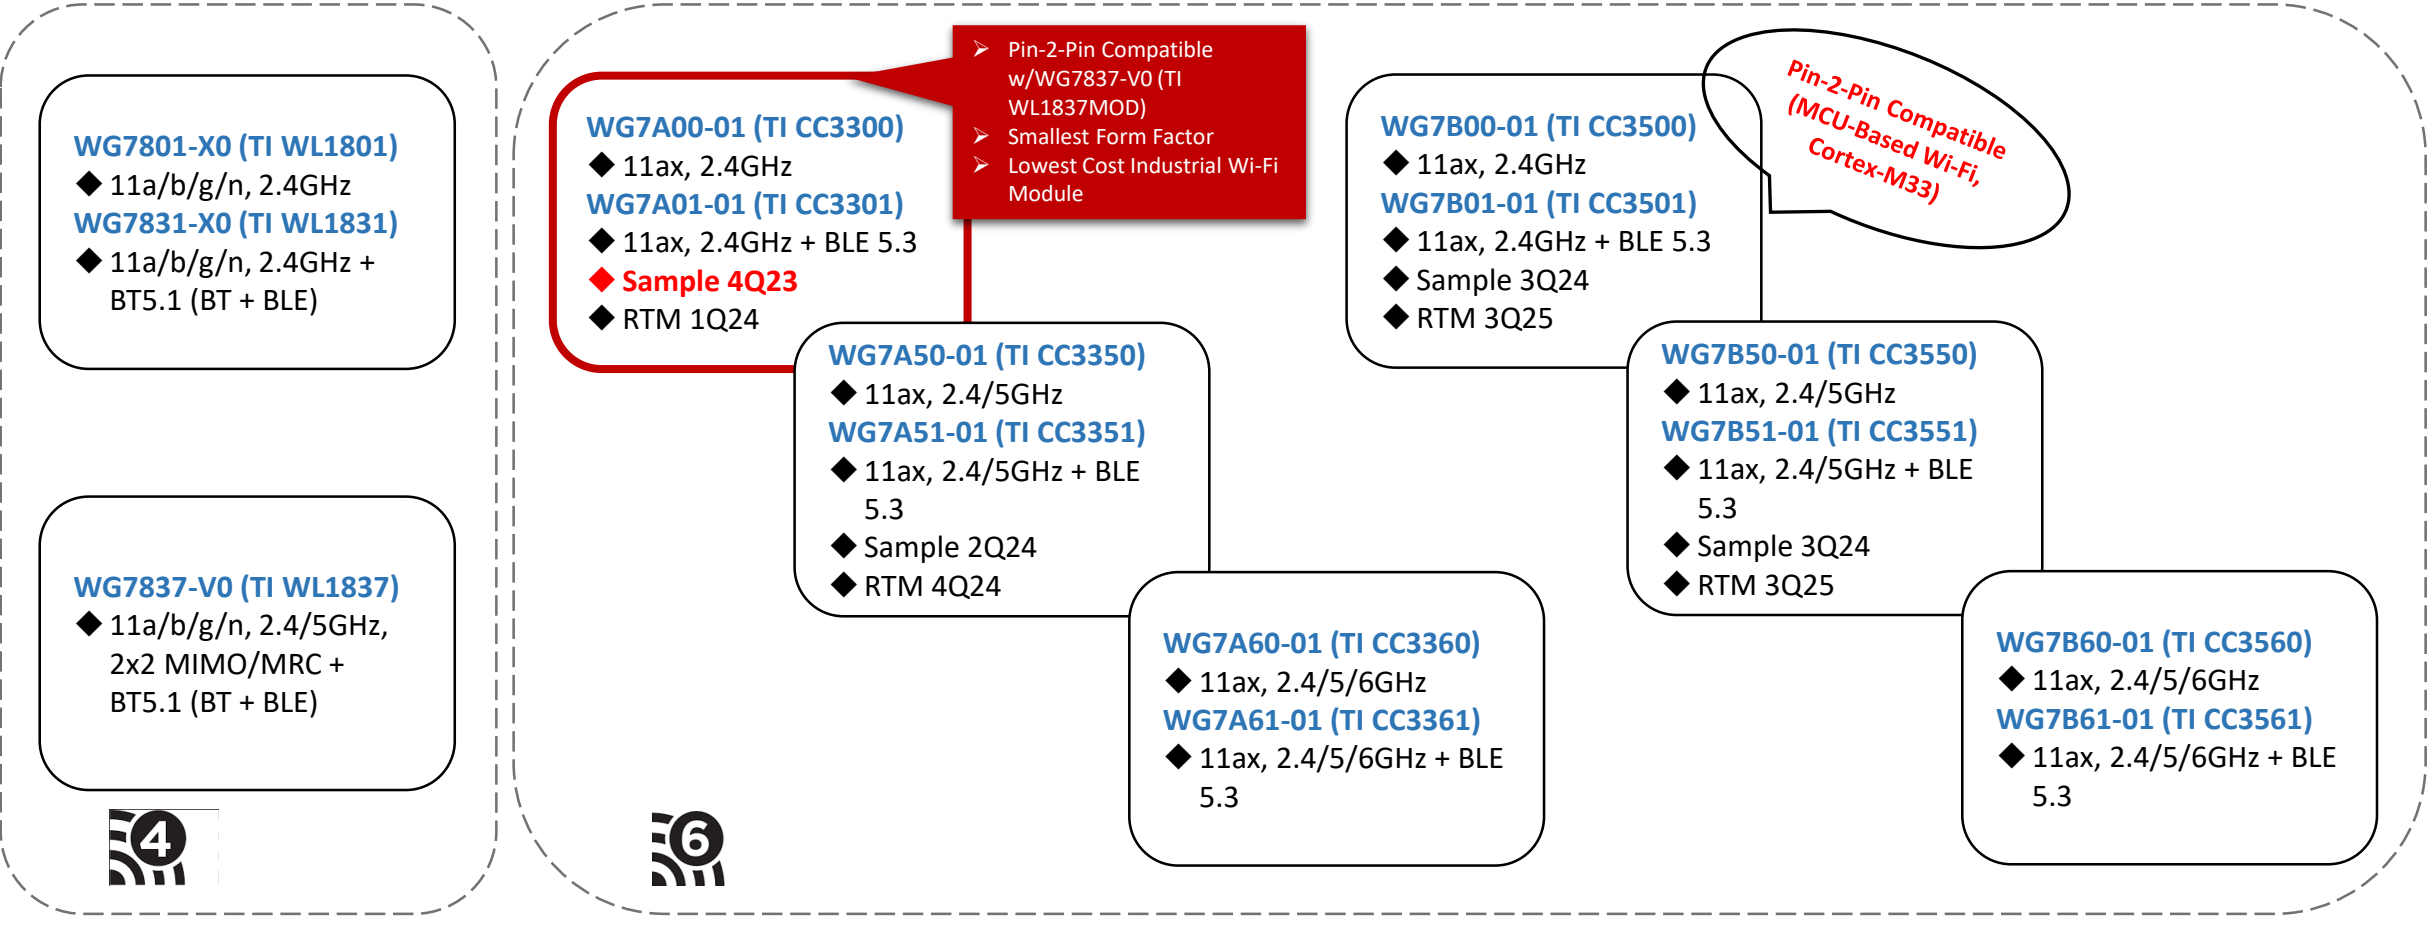 WG7801-X0 (TI WL1801)
◆ 11a/b/g/n, 2.4GHz
WG7831-X0 (TI WL1831)
◆ 11a/b/g/n, 2.4GHz +
BT5.1 (BT + BLE)
WG7837-V0 (TI WL1837)
◆ 11a/b/g/n, 2.4/5GHz,
2x2 MIMO/MRC +
BT5.1 (BT + BLE)
4
WG7A00-01 (TI CC3300)
◆ 11ax, 2.4GHz
WG7A01-01 (TI CC3301)
◆ 11ax, 2.4GHz + BLE 5.3
◆ Sample 4Q23
◆ RTM 1Q24
➢ Pin-2-Pin Compatible
w/WG7837-V0 (TI
WL1837MOD)
➢ Smallest Form Factor
➢ Lowest Cost Industrial Wi-Fi
Module
WG7A50-01 (TI CC3350)
◆ 11ax, 2.4/5GHz
WG7A51-01 (TI CC3351)
◆ 11ax, 2.4/5GHz + BLE
5.3
◆ Sample 2Q24
◆ RTM 4Q24
WG7A60-01 (TI CC3360)
◆ 11ax, 2.4/5/6GHz
WG7A61-01 (TI CC3361)
◆ 11ax, 2.4/5/6GHz + BLE
5.3
WG7B00-01 (TI CC3500)
◆ 11ax, 2.4GHz
WG7B01-01 (TI CC3501)
◆ 11ax, 2.4GHz + BLE 5.3
◆ Sample 3Q24
◆ RTM 3Q25
Pin-2-Pin Compatible
(MCU-Based Wi-Fi,
Cortex-M33)
WG7B50-01 (TI CC3550)
◆ 11ax, 2.4/5GHz
WG7B51-01 (TI CC3551)
◆ 11ax, 2.4/5GHz + BLE
5.3
◆ Sample 3Q24
◆ RTM 3Q25
WG7B60-01 (TI CC3560)
◆ 11ax, 2.4/5/6GHz
WG7B61-01 (TI CC3561)
◆ 11ax, 2.4/5/6GHz + BLE
5.3
6